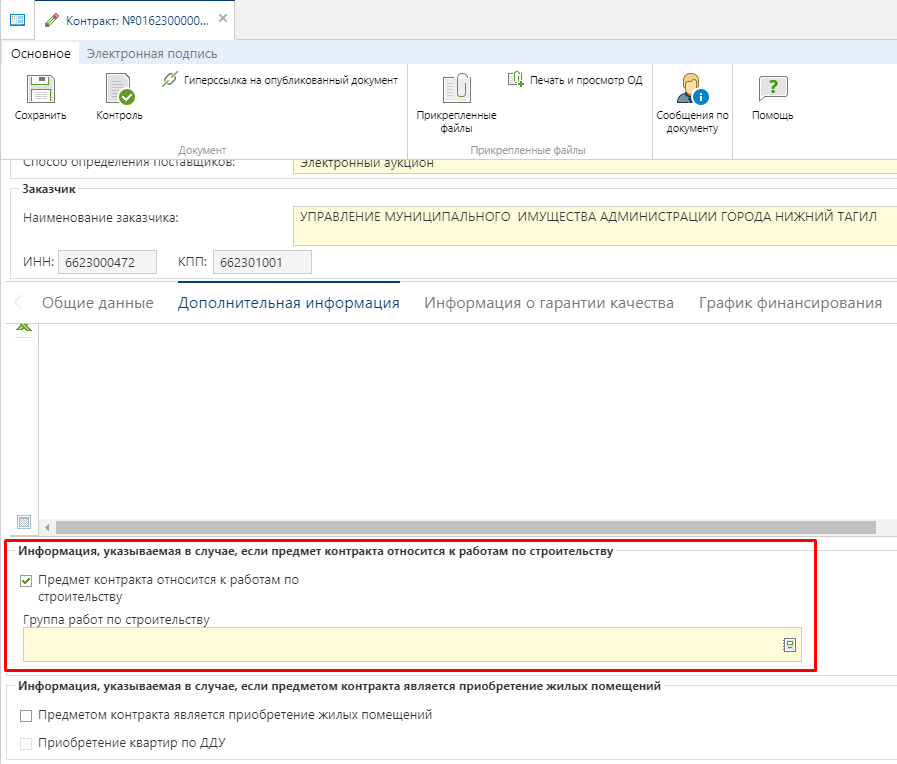 Контракт: №0162300000...
Основное Электронная подпись
Сохранить
Контроль
Гиперссылка на опубликованный документ
Документ
Прикрепленные
файлы
Печать и просмотр ОД
Прикрепленные файлы
Сообщения по
документу
Помощь
Способ определения поставщиков: Электронный аукцион
Заказчик
Наименование заказчика: УПРАВЛЕНИЕ МУНИЦИПАЛЬНОГО ИМУЩЕСТВА АДМИНИСТРАЦИИ ГОРОДА НИЖНИЙ ТАГИЛ
ИНН: 6623000472 КПП: 662301001
Общие данные Дополнительная информация Информация о гарантии качества График финансирования
Информация, указываемая в случае, если предмет контракта относится к работам по строительству
Предмет контракта относится к работам по
строительству
Группа работ по строительству
Информация, указываемая в случае, если предметом контракта является приобретение жилых помещений
Предметом контракта является приобретение жилых помещений
Приобретение квартир по ДДУ